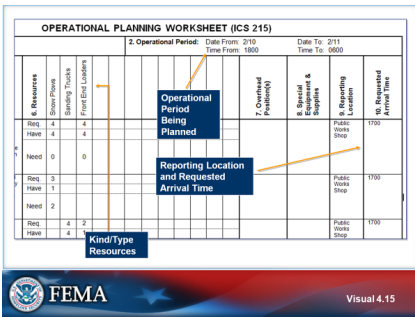 OPERATIONAL PLANNING WORKSHEET (ICS 215)
2. Operational Period: Date From: 2/10 Date To: 2/11
Time From: 1800 Time To: 0600
6. Resources
Snow Plows
Sanding Trucks
Front End Loaders
7. Overhead Position(s)
8. Special Equipment & Supplies
9. Reporting Location
10. Requested Arrival Time
Operational
Period
Being
Planned
Req. 4 4 Public Works Shop 1700
Have 4 4
Need 0 0
Reporting Location
and Requested
Arrival Time
Req. 3 Public Works Shop 1700
Have 1
Need 2
Req. 4 2 Public Works Shop 1700
Have 4
Kind/Type
Resources
FEMA
Visual 4.15